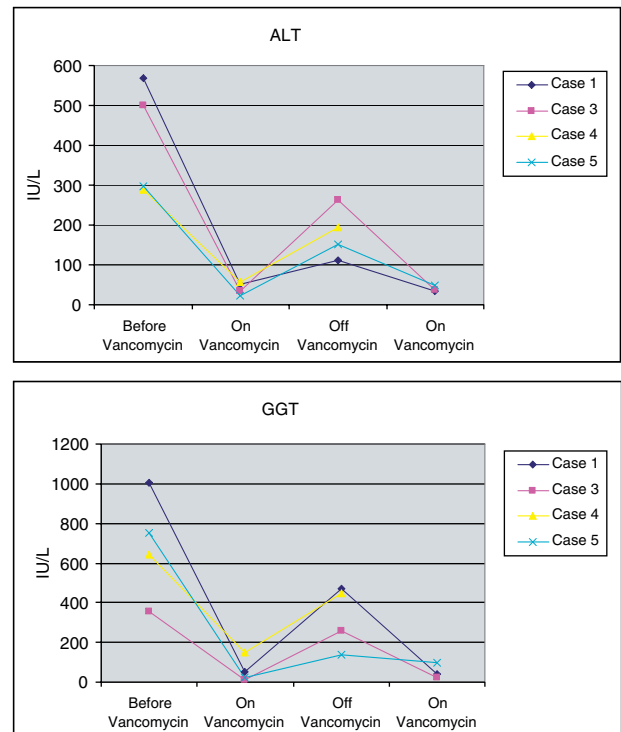 ALT
600
500
400
300
200
100
0
IU/L
Before Vancomycin
On Vancomycin
Off Vancomycin
On Vancomycin
Case 1
Case 3
Case 4
Case 5
GGT
1200
1000
800
600
400
200
0
IU/L
Before Vancomycin
On Vancomycin
Off Vancomycin
On Vancomycin
Case 1
Case 3
Case 4
Case 5